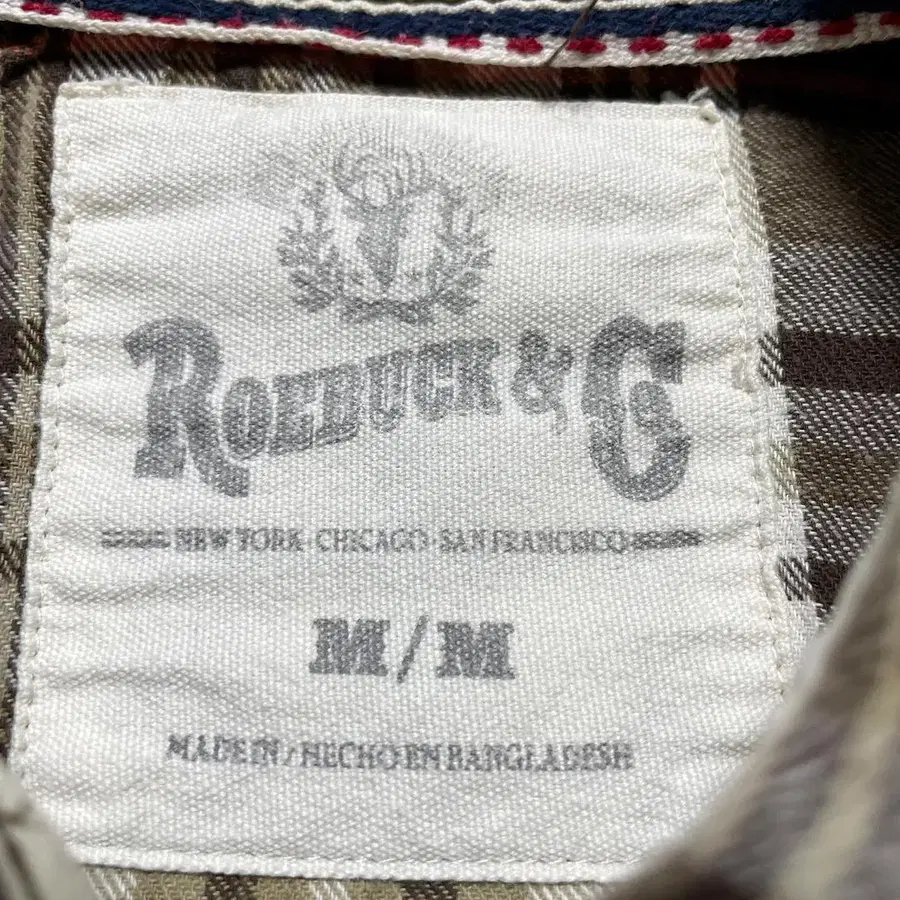 ROEBUCK & Co
NEW YORK · CHICAGO · SAN FRANCISCO
M/M
MADE IN / HECHO EN BANGLADESH